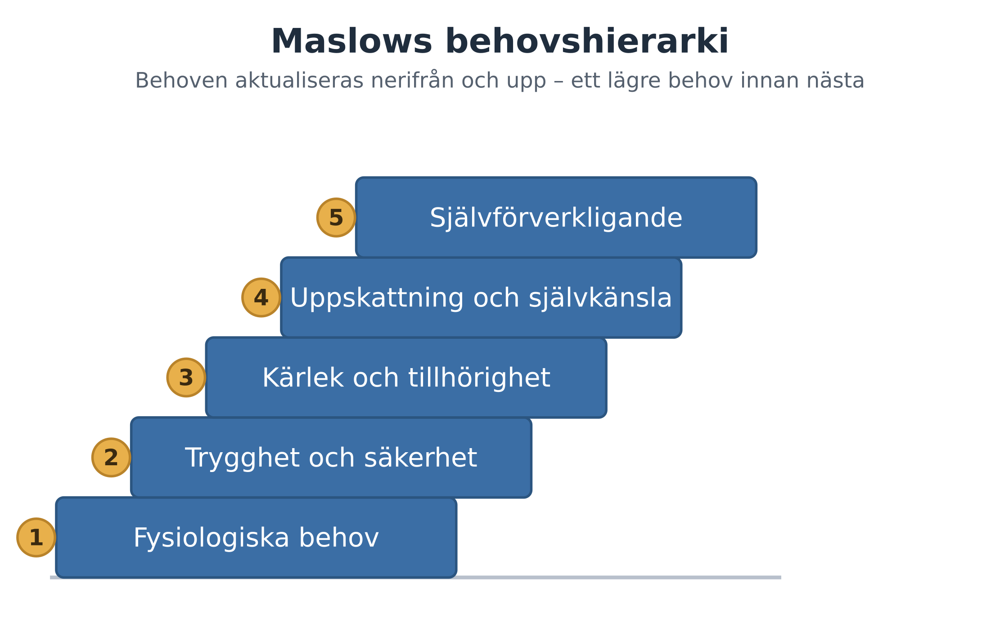 Maslows behovshierarki
Behoven aktualiseras nerifrån och upp – ett lägre behov innan nästa
5 Självförverkligande
4 Uppskattning och självkänsla
3 Kärlek och tillhörighet
2 Trygghet och säkerhet
1 Fysiologiska behov